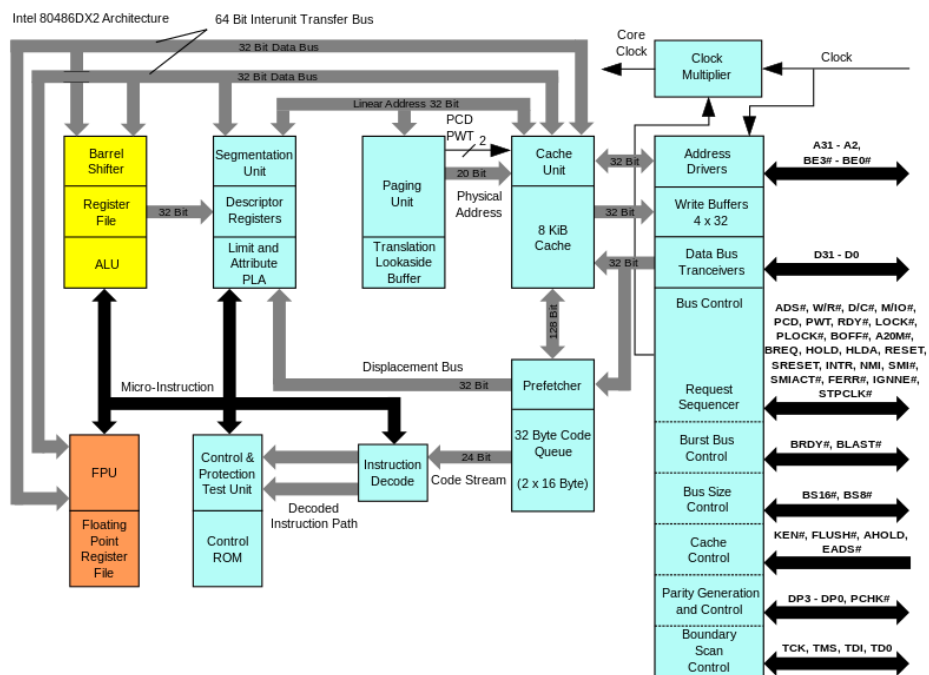 Intel 80486DX2 Architecture
64 Bit Interunit Transfer Bus
32 Bit Data Bus
32 Bit Data Bus
Linear Address 32 Bit
PCD
PWT
2
Core
Clock
Clock
Multiplier
Clock
Barrel
Shifter
Register
File
ALU
32 Bit
Segmentation
Unit
Descriptor
Registers
Limit and
Attribute
PLA
Paging
Unit
Translation
Lookaside
Buffer
20 Bit
Physical
Address
Cache
Unit
8 KiB
Cache
32 Bit
32 Bit
32 Bit
128 Bit
Address
Drivers
Write Buffers
4 x 32
Data Bus
Tranceivers
Bus Control
Request
Sequencer
Burst Bus
Control
Bus Size
Control
Cache
Control
Parity Generation
and Control
Boundary
Scan
Control
A31 - A2,
BE3# - BE0#
D31 - D0
ADS#, W/R#, D/C#, M/IO#,
PCD, PWT, RDY#, LOCK#,
PLOCK#, BOFF#, A20M#,
BREQ, HOLD, HLDA, RESET,
SRESET, INTR, NMI, SMI#,
SMIACT#, FERR#, IGNNE#,
STPCLK#
BRDY#, BLAST#
BS16#, BS8#
KEN#, FLUSH#, AHOLD,
EADS#
DP3 - DP0, PCHK#
TCK, TMS, TDI, TD0
Displacement Bus
32 Bit
Micro-Instruction
Prefetcher
32 Byte Code
Queue
(2 x 16 Byte)
24 Bit
Code Stream
Instruction
Decode
Decoded
Instruction Path
Control &
Protection
Test Unit
Control
ROM
FPU
Floating
Point
Register
File